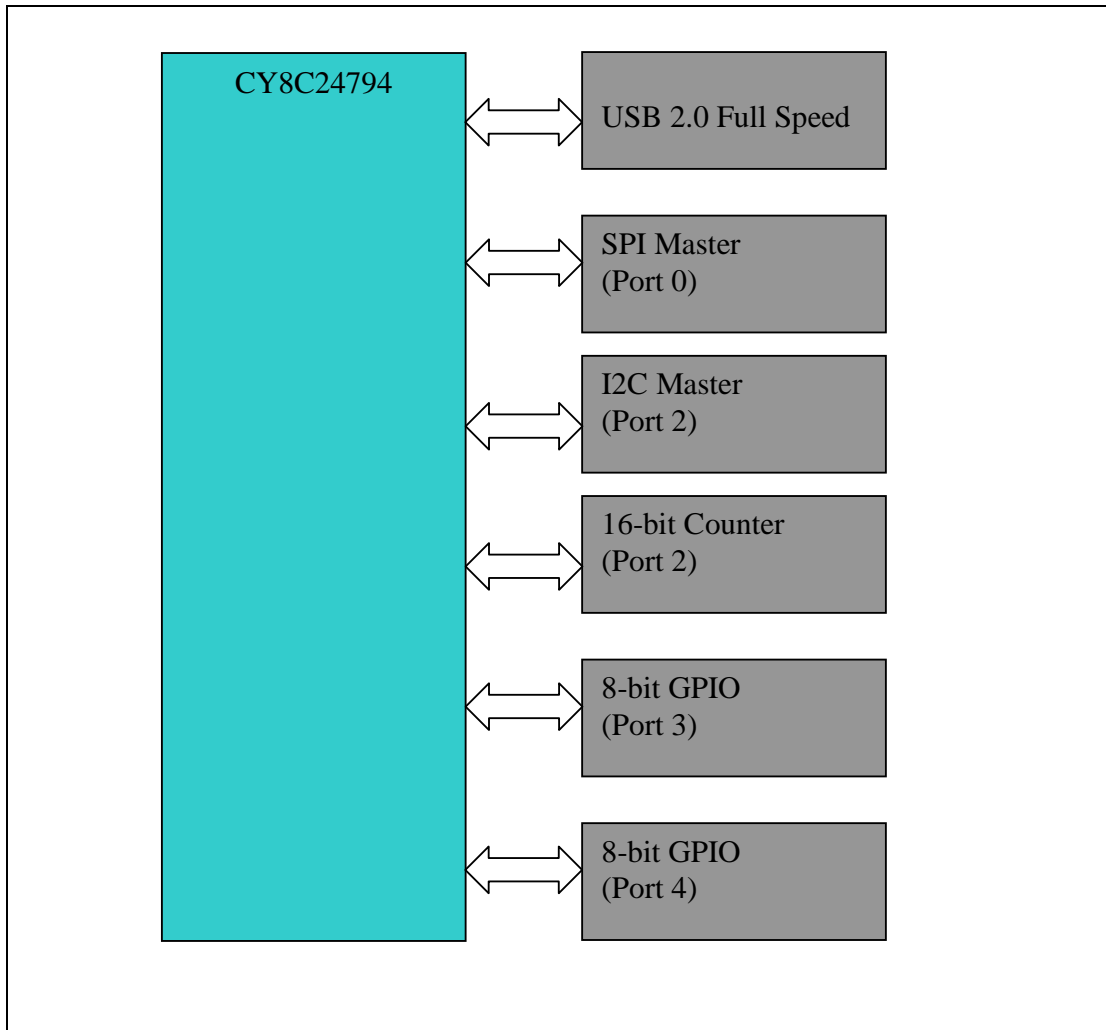 CY8C24794
USB 2.0 Full Speed
SPI Master
(Port 0)
I2C Master
(Port 2)
16-bit Counter
(Port 2)
8-bit GPIO
(Port 3)
8-bit GPIO
(Port 4)